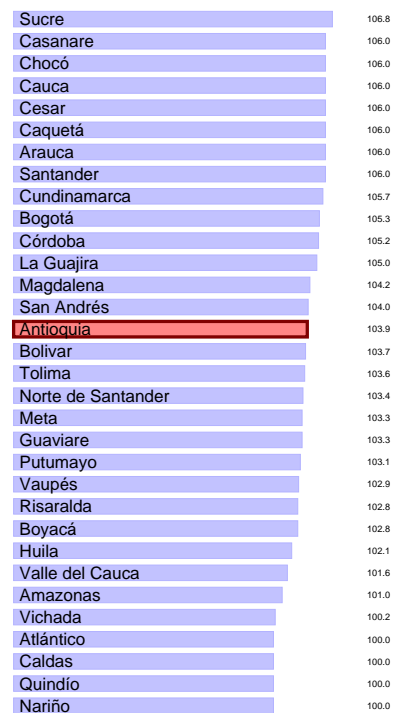 Sucre 106.8
Casanare 106.0
Chocó 106.0
Cauca 106.0
Cesar 106.0
Caquetá 106.0
Arauca 106.0
Santander 106.0
Cundinamarca 105.7
Bogotá 105.3
Córdoba 105.2
La Guajira 105.0
Magdalena 104.2
San Andrés 104.0
Antioquia 103.9
Bolivar 103.7
Tolima 103.6
Norte de Santander 103.4
Meta 103.3
Guaviare 103.3
Putumayo 103.1
Vaupés 102.9
Risaralda 102.8
Boyacá 102.8
Huila 102.1
Valle del Cauca 101.6
Amazonas 101.0
Vichada 100.2
Atlántico 100.0
Caldas 100.0
Quindío 100.0
Nariño 100.0